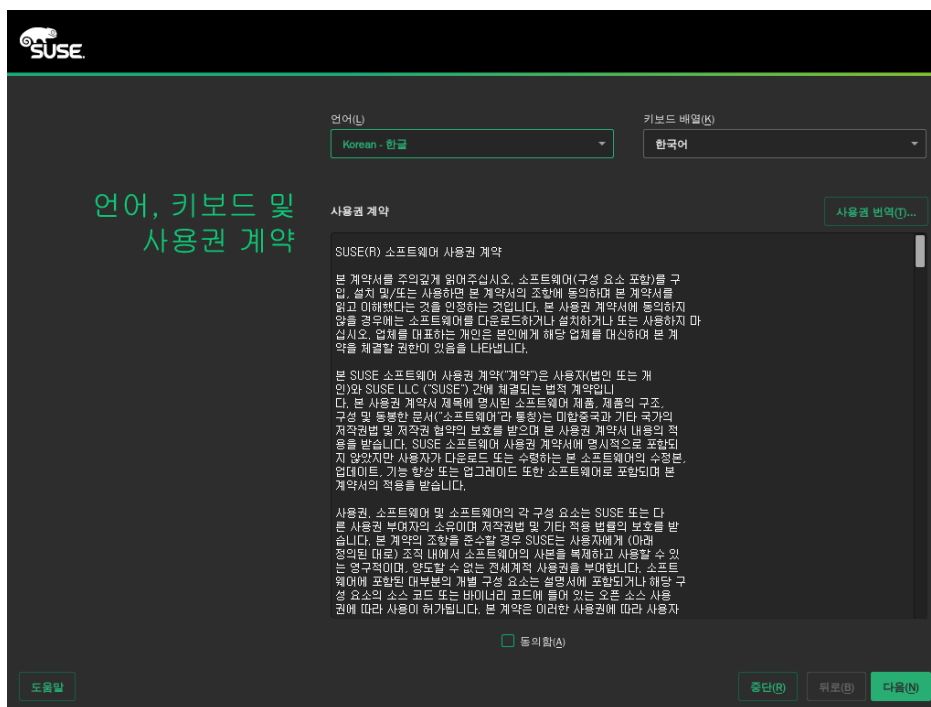 SUSE.
언어(L)
키보드 배열(K)
Korean - 한글
한국어
언어, 키보드 및
사용권 계약
사용권 계약
사용권 번역(T)...
SUSE(R) 소프트웨어 사용권 계약
본 계약서를 주의깊게 읽어주십시오. 소프트웨어(구성 요소 포함)를 구
입, 설치 및/또는 사용하면 본 계약서의 조항에 동의하며 본 계약서를
읽고 이해했다는 것을 인정하는 것입니다. 본 사용권 계약서에 동의하지
않을 경우에는 소프트웨어를 다운로드하거나 설치하거나 또는 사용하지 마
십시오. 업체를 대표하는 개인은 본인에게 해당 업체를 대신하여 본 계
약을 체결할 권한이 있음을 나타냅니다.
본 SUSE 소프트웨어 사용권 계약("계약")은 사용자(법인 또는 개
인)와 SUSE LLC ("SUSE") 간에 체결되는 법적 계약입니
다. 본 사용권 계약서 제목에 명시된 소프트웨어 제품, 제품의 구조,
구성 및 동봉한 문서("소프트웨어"라 통칭)는 미합중국과 기타 국가의
저작권법 및 저작권 협약의 보호를 받으며 본 사용권 계약서 내용의 적
용을 받습니다. SUSE 소프트웨어 사용권 계약서에 명시적으로 포함되
지 않았지만 사용자가 다운로드 또는 수령하는 본 소프트웨어의 수정본,
업데이트, 기능 향상 또는 업그레이드 또한 소프트웨어로 포함되며 본
계약서의 적용을 받습니다.
사용권. 소프트웨어 및 소프트웨어의 각 구성 요소는 SUSE 또는 다
른 사용권 부여자의 소유이며 저작권법 및 기타 적용 법률의 보호를 받
습니다. 본 계약의 조항을 준수할 경우 SUSE는 사용자에게 (아래
정의된 대로) 조직 내에서 소프트웨어의 사본을 복제하고 사용할 수 있
는 영구적이며, 양도할 수 없는 전세계적 사용권을 부여합니다. 소프트
웨어에 포함된 대부분의 개별 구성 요소는 설명서에 포함되거나 해당 구
성 요소의 소스 코드 또는 바이너리 코드에 들어 있는 오픈 소스 사용
권에 따라 사용이 허가됩니다. 본 계약은 이러한 사용권에 따라 사용자
동의함(A)
도움말
중단(R)
뒤로(B)
다음(N)